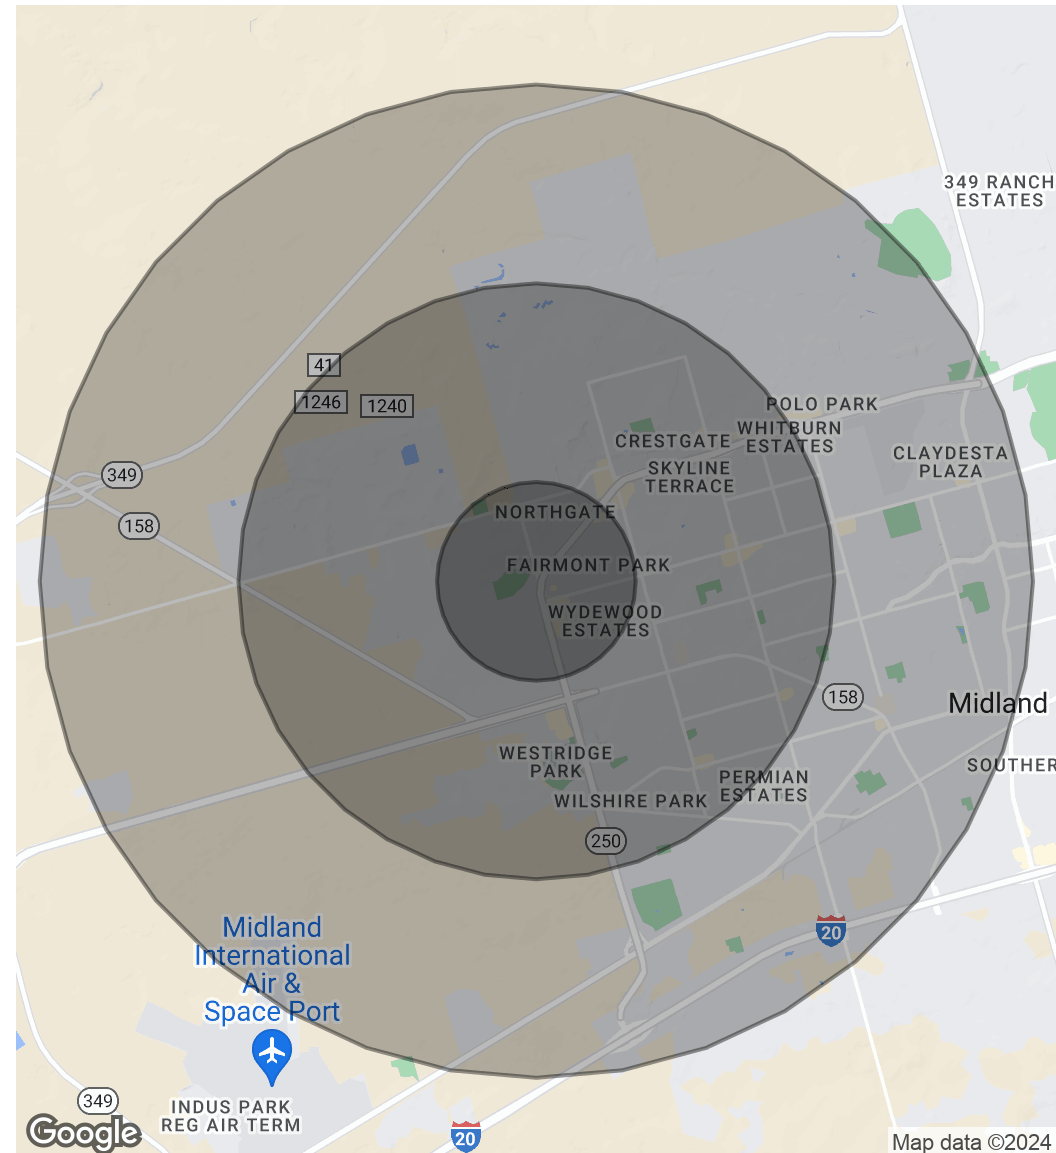 349 RANCH
ESTATES
41
1246
1240
POLO PARK
WHITBURN
ESTATES
CRESTGATE
SKYLINE
TERRACE
CLAYDESTA
PLAZA
349
158
NORTHGATE
FAIRMONT PARK
WYDEWOOD
ESTATES
158
Midland
WESTRIDGE
PARK
SOUTHER
PERMIAN
ESTATES
WILSHIRE PARK
250
Midland
International
Air &
Space Port
20
349
INDUS PARK
REG AIR TERM
20
Google
Map data ©2024